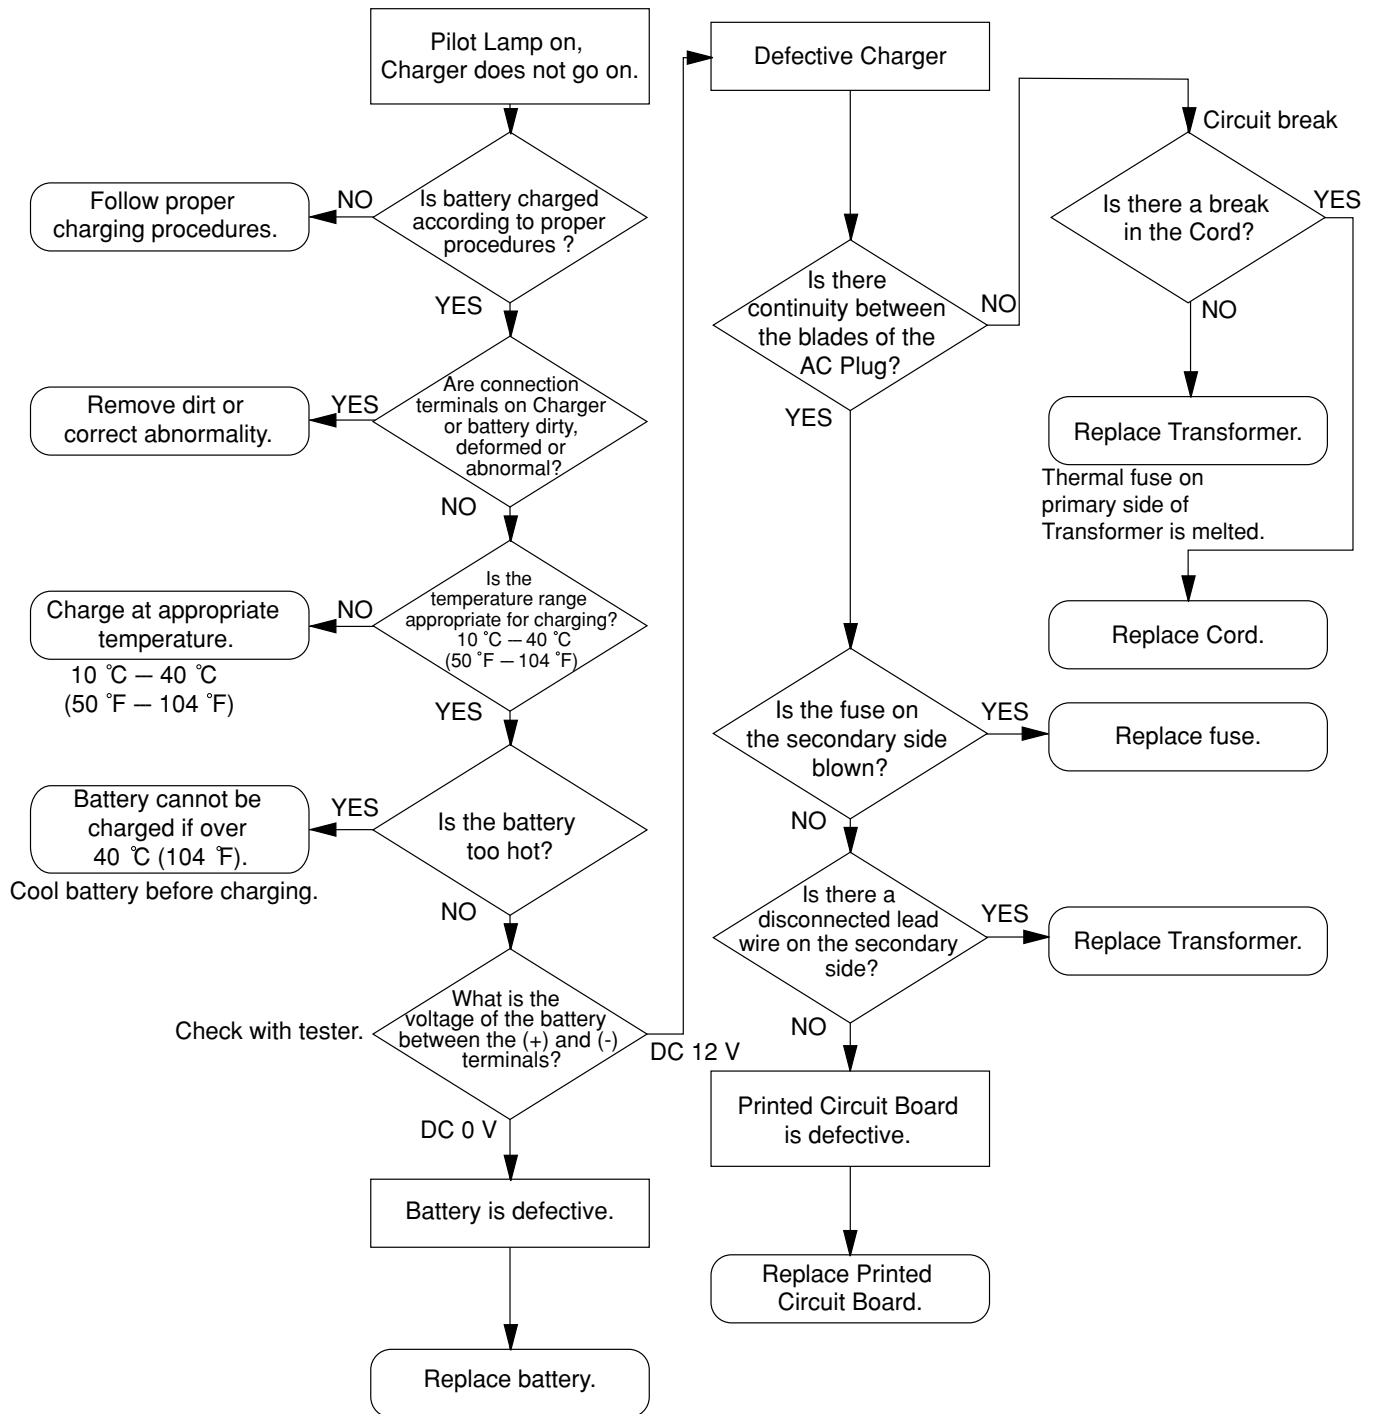 Pilot Lamp on,
Charger does not go on.
Is battery charged
according to proper
procedures ?
NO
Follow proper
charging procedures.
YES
Are connection
terminals on Charger
or battery dirty,
deformed or
abnormal?
YES
Remove dirt or
correct abnormality.
NO
Is the
temperature range
appropriate for charging?
10 ˚C — 40 ˚C
(50 ˚F — 104 ˚F)
NO
Charge at appropriate
temperature.
10 ˚C — 40 ˚C
(50 ˚F — 104 ˚F)
YES
Is the battery
too hot?
YES
Battery cannot be
charged if over
40 ˚C (104 ˚F).
Cool battery before charging.
NO
What is the
voltage of the battery
between the (+) and (-)
terminals?
Check with tester.
DC 12 V
DC 0 V
Battery is defective.
Replace battery.
Defective Charger
Is there
continuity between
the blades of the
AC Plug?
NO
Circuit break
Is there a break
in the Cord?
YES
NO
Replace Transformer.
Thermal fuse on
primary side of
Transformer is melted.
Replace Cord.
YES
Is the fuse on
the secondary side
blown?
YES
Replace fuse.
NO
Is there a
disconnected lead
wire on the secondary
side?
YES
Replace Transformer.
NO
Printed Circuit Board
is defective.
Replace Printed
Circuit Board.